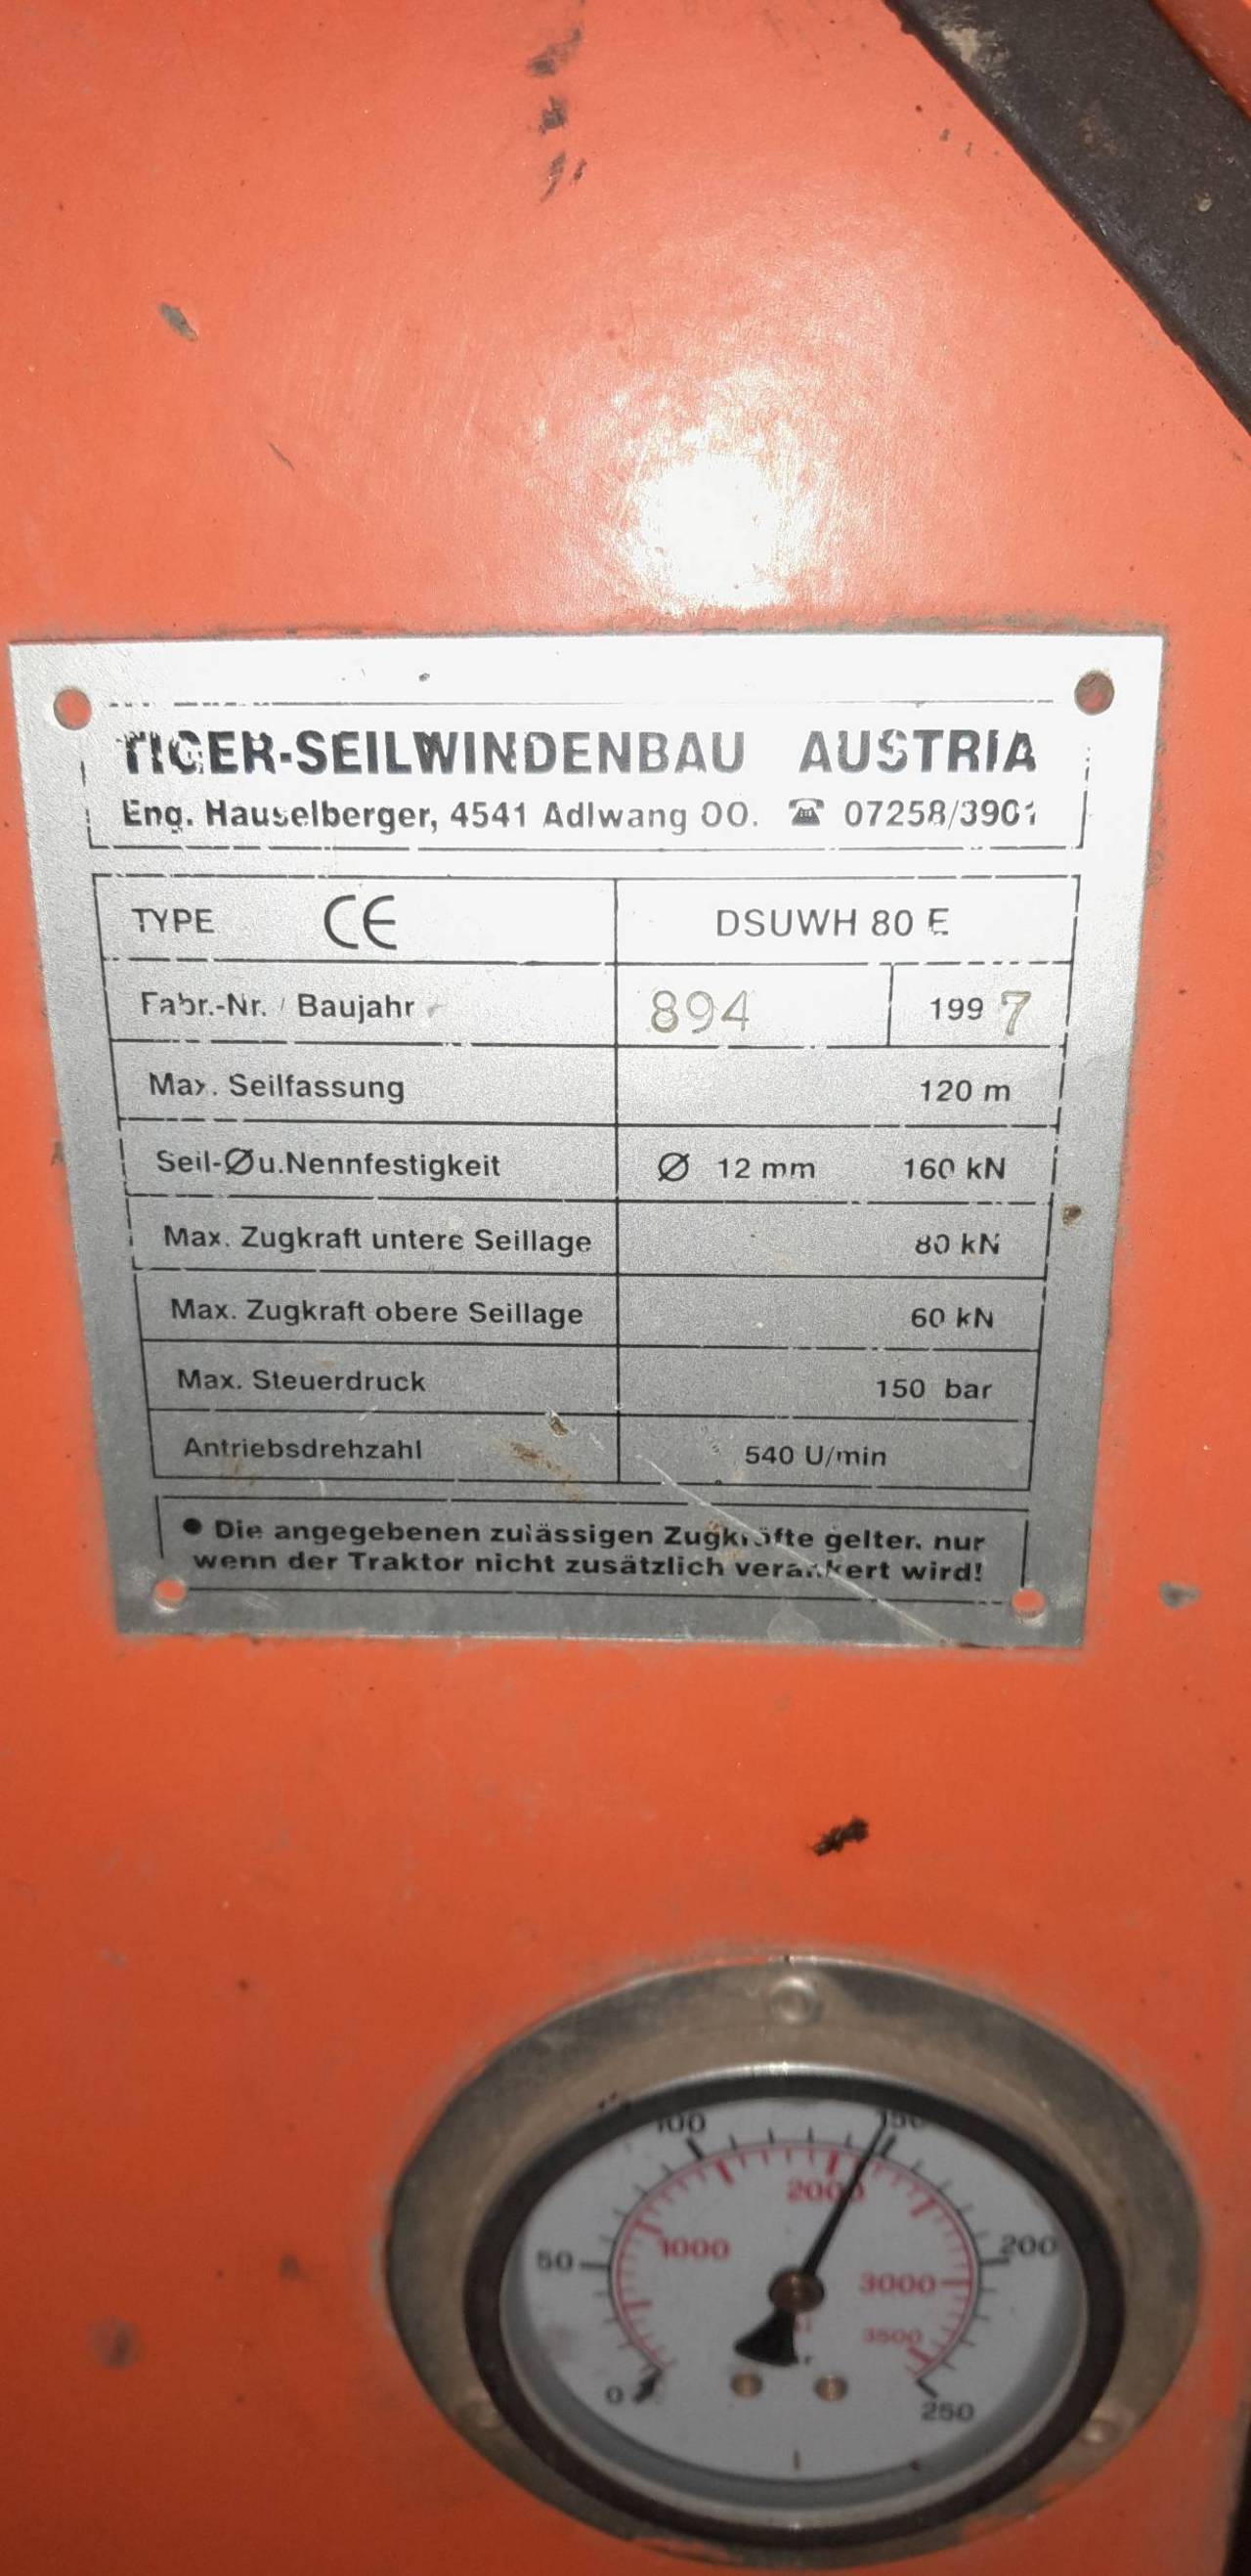 TIGER-SEILWINDENBAU AUSTRIA
Eng. Hauselberger, 4541 Adlwang OO. ☎ 07258/3901
TYPE CE DSUWH 80 E
Fabr.-Nr. / Baujahr 894 1997
Max. Seilfassung 120 m
Seil-Ø u. Nennfestigkeit Ø 12 mm 160 kN
Max. Zugkraft untere Seillage 80 kN
Max. Zugkraft obere Seillage 60 kN
Max. Steuerdruck 150 bar
Antriebsdrehzahl 540 U/min
● Die angegebenen zulässigen Zugkräfte gelten nur
wenn der Traktor nicht zusätzlich verankert wird!
100 150
2000
50 1000 200
3000
3500
0 250